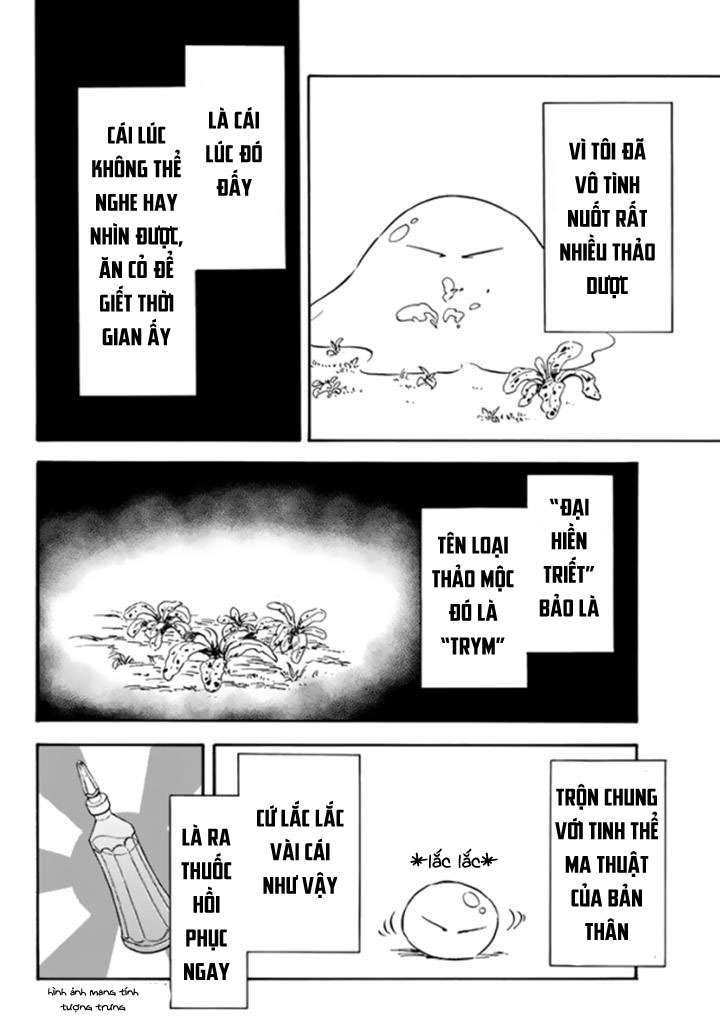 VÌ TÔI ĐÃ
VÔ TÌNH
NUỐT RẤT
NHIỀU THẢO
DƯỢC
LÀ CÁI
LÚC ĐÓ
ĐẤY
CÁI LÚC
KHÔNG THỂ
NGHE HAY
NHÌN ĐƯỢC,
ĂN CỎ ĐỂ
GIẾT THỜI
GIAN ẤY
“ĐẠI
HIỀN
TRIẾT”
BẢO LÀ
TÊN LOẠI
THẢO MỘC
ĐÓ LÀ
“TRYM”
TRỘN CHUNG
VỚI TINH THỂ
MA THUẬT
CỦA BẢN
THÂN
*lắc lắc*
CỨ LẮC LẮC
VÀI CÁI
NHƯ VẬY
LÀ RA
THUỐC
HỒI
PHỤC
NGAY
hình ảnh mang tính
tượng trưng